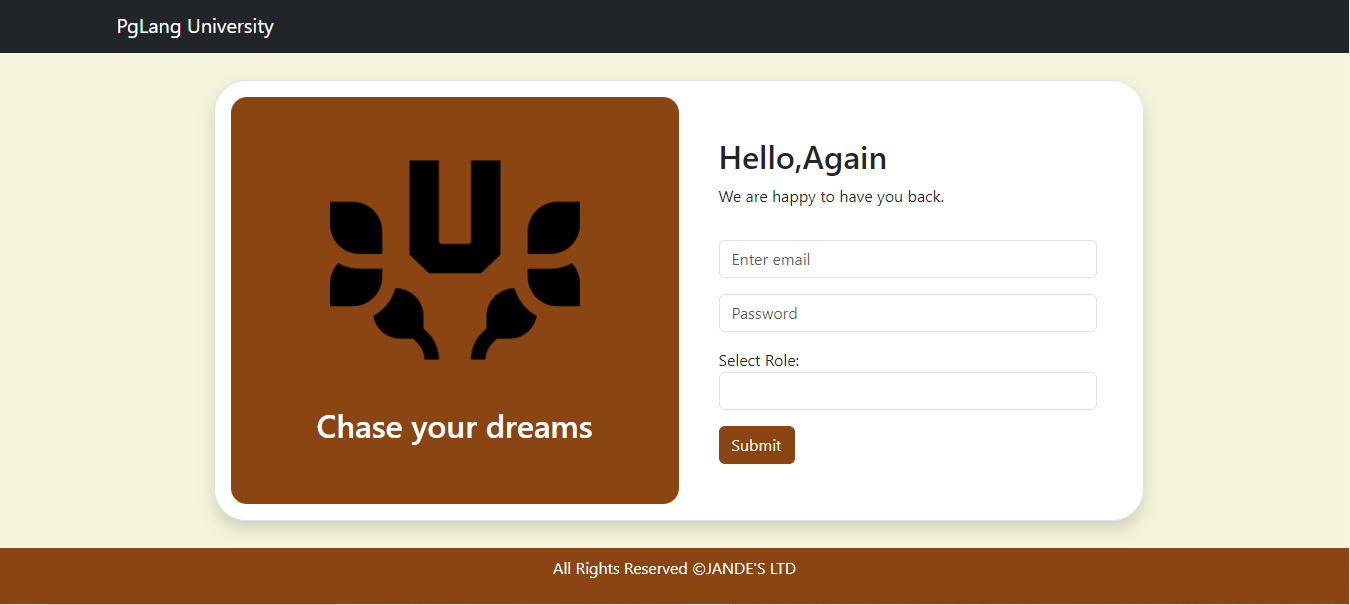 PgLang University
U
Chase your dreams
Hello,Again
We are happy to have you back.
Enter email
Password
Select Role:
Submit
All Rights Reserved ©JANDE'S LTD